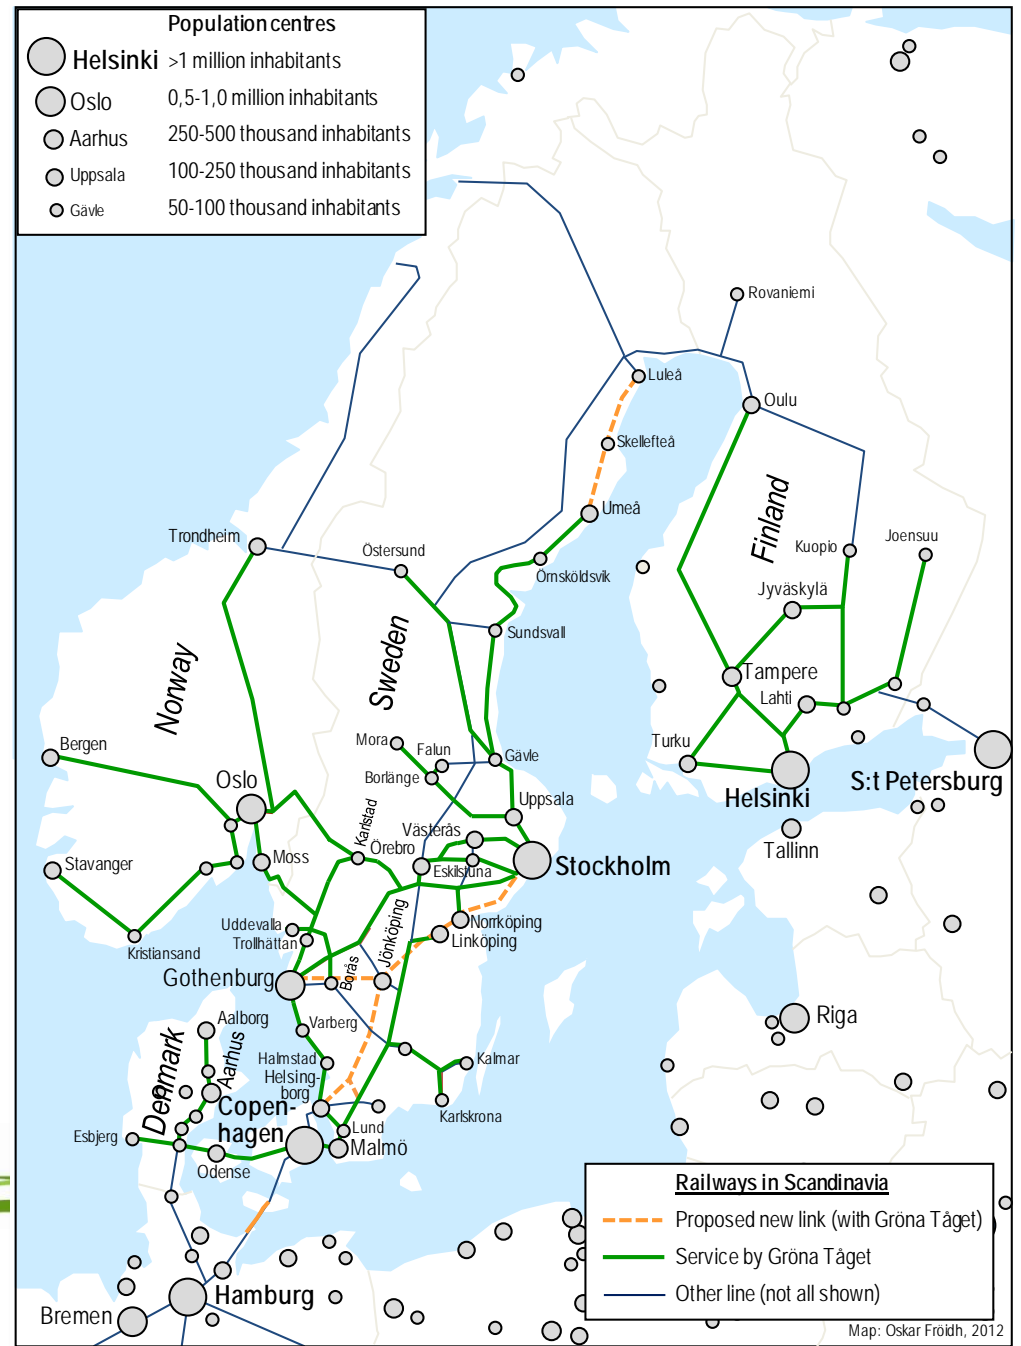 Population centres
Helsinki >1 million inhabitants
Oslo 0,5-1,0 million inhabitants
Aarhus 250-500 thousand inhabitants
Uppsala 100-250 thousand inhabitants
Gävle 50-100 thousand inhabitants
Rovaniemi
Luleå
Oulu
Skellefteå
Umeå
Finland
Trondheim
Östersund
Kuopio
Joensuu
Örnsköldsvik
Jyväskylä
Sweden
Sundsvall
Norway
Tampere
Lahti
Mora
Falun
Gävle
Turku
Bergen
Borlänge
Oslo
Helsinki
S:t Petersburg
Uppsala
Karlstad
Västerås
Örebro
Tallinn
Stavanger
Moss
Eskilstuna
Stockholm
Uddevalla
Trollhättan
Norrköping
Linköping
Jönköping
Kristiansand
Gothenburg
Borås
Aalborg
Varberg
Riga
Denmark
Aarhus
Halmstad
Helsing-
borg
Kalmar
Copen-
hagen
Karlskrona
Lund
Esbjerg
Malmö
Odense
Railways in Scandinavia
Proposed new link (with Gröna Tåget)
Service by Gröna Tåget
Other line (not all shown)
Hamburg
Bremen
Map: Oskar Fröidh, 2012